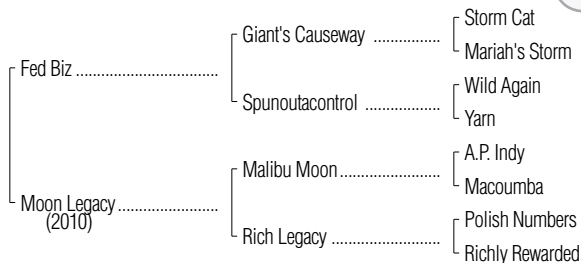 Storm Cat
Giant's Causeway ................
Mariah's Storm
Fed Biz ..................................
Wild Again
Spunoutacontrol ..................
Yarn
A.P. Indy
Malibu Moon ........................
Macoumba
Moon Legacy ........................
(2010)
Polish Numbers
Rich Legacy ..........................
Richly Rewarded